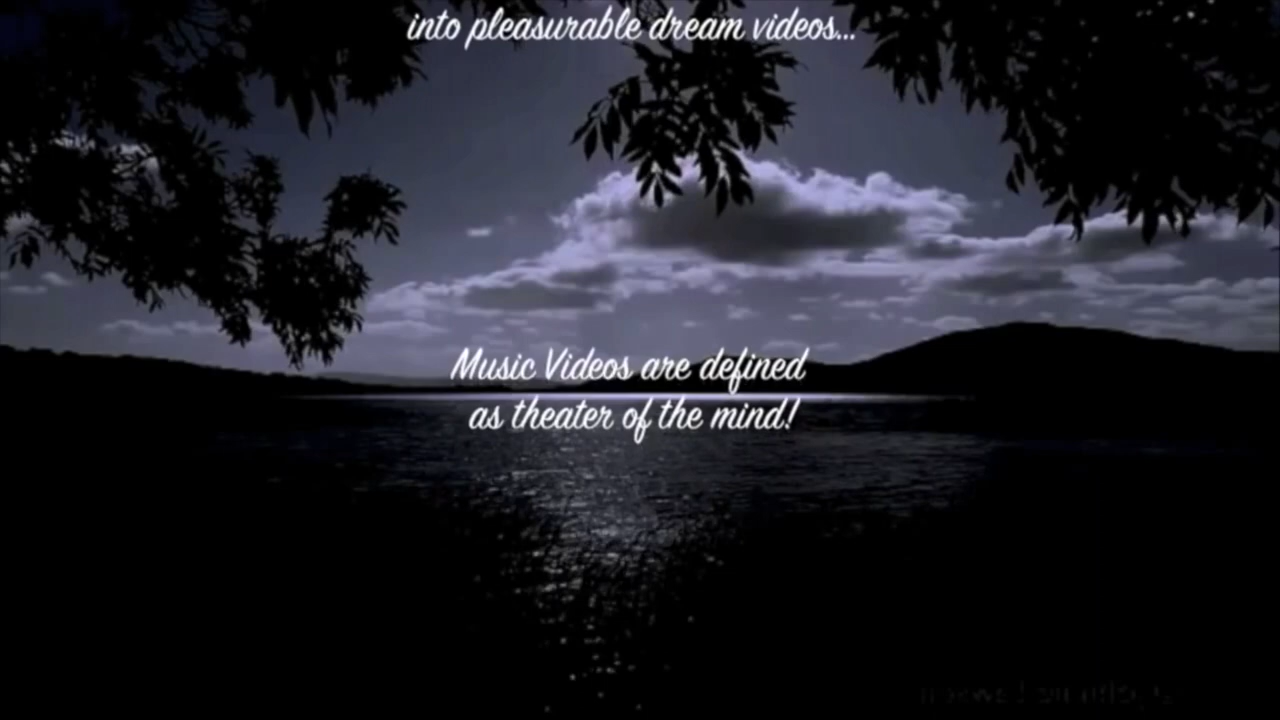 into pleasurable dream videos...
Music Videos are defined
as theater of the mind!